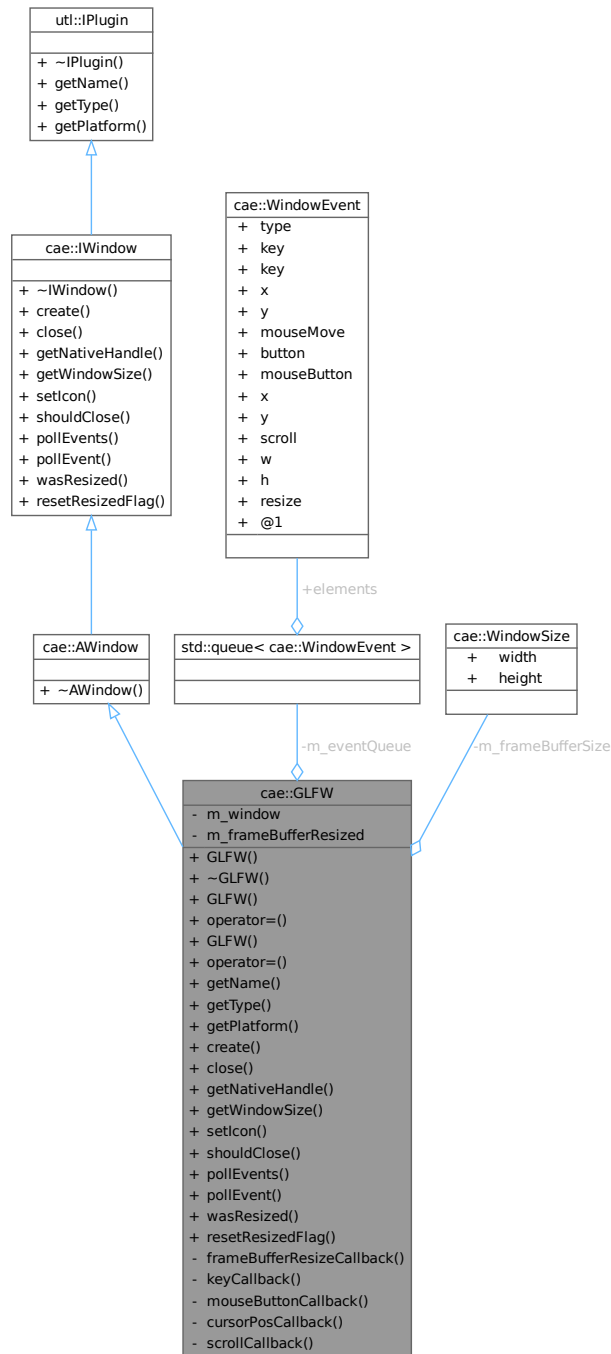 utl::IPlugin
+ ~IPlugin()
+ getName()
+ getType()
+ getPlatform()
cae::IWindow
+ ~IWindow()
+ create()
+ close()
+ getNativeHandle()
+ getWindowSize()
+ setIcon()
+ shouldClose()
+ pollEvents()
+ pollEvent()
+ wasResized()
+ resetResizedFlag()
cae::WindowEvent
+ type
+ key
+ key
+ x
+ y
+ mouseMove
+ button
+ mouseButton
+ x
+ y
+ scroll
+ w
+ h
+ resize
+ @1
+elements
cae::AWindow
+ ~AWindow()
std::queue< cae::WindowEvent >
cae::WindowSize
+ width
+ height
-m_eventQueue
-m_frameBufferSize
cae::GLFW
- m_window
- m_frameBufferResized
+ GLFW()
+ ~GLFW()
+ GLFW()
+ operator=()
+ GLFW()
+ operator=()
+ getName()
+ getType()
+ getPlatform()
+ create()
+ close()
+ getNativeHandle()
+ getWindowSize()
+ setIcon()
+ shouldClose()
+ pollEvents()
+ pollEvent()
+ wasResized()
+ resetResizedFlag()
- frameBufferResizeCallback()
- keyCallback()
- mouseButtonCallback()
- cursorPosCallback()
- scrollCallback()